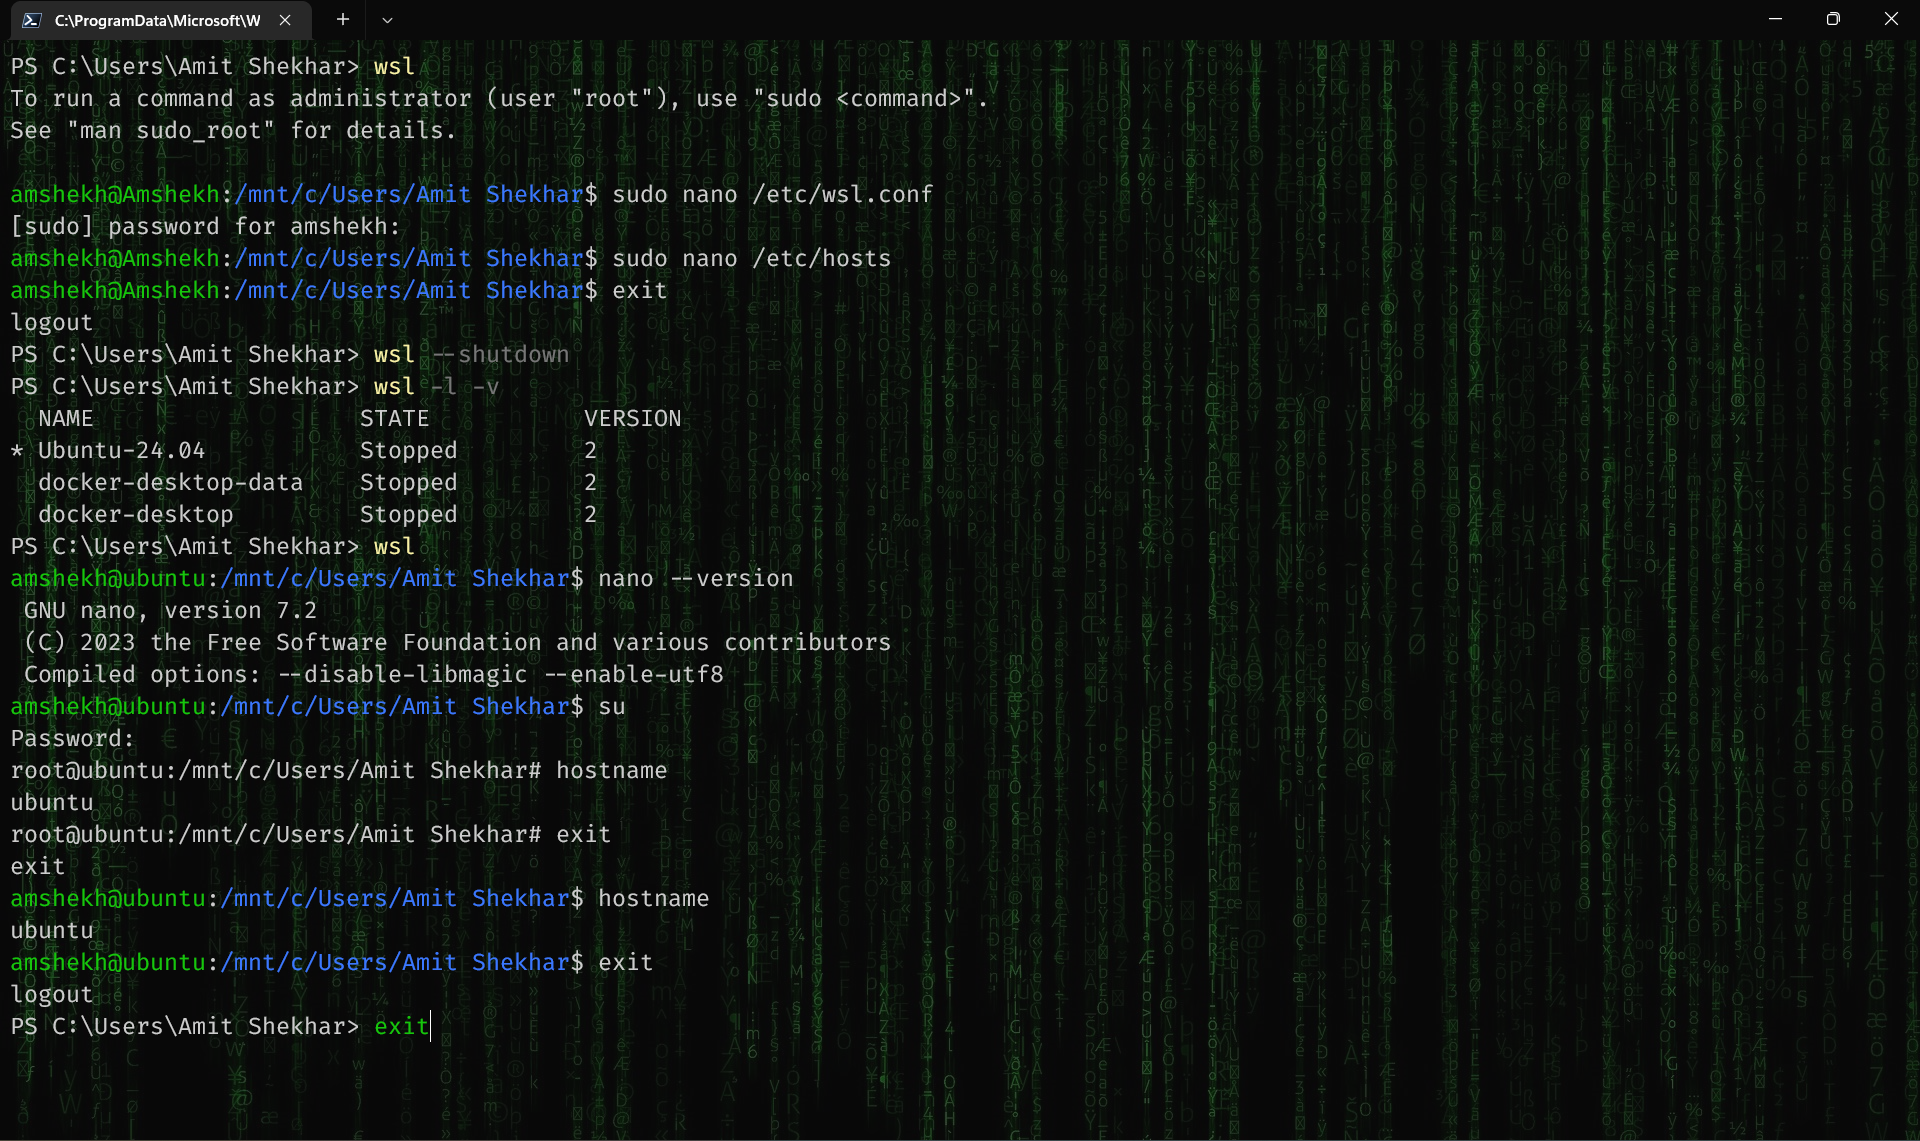 C:\ProgramData\Microsoft\W
PS C:\Users\Amit Shekhar> wsl
To run a command as administrator (user "root"), use "sudo <command>".
See "man sudo_root" for details.
amshekh@Amshekh:/mnt/c/Users/Amit Shekhar$ sudo nano /etc/wsl.conf
[sudo] password for amshekh:
amshekh@Amshekh:/mnt/c/Users/Amit Shekhar$ sudo nano /etc/hosts
amshekh@Amshekh:/mnt/c/Users/Amit Shekhar$ exit
logout
PS C:\Users\Amit Shekhar> wsl --shutdown
PS C:\Users\Amit Shekhar> wsl -l -v
NAME STATE VERSION
* Ubuntu-24.04 Stopped 2
docker-desktop-data Stopped 2
docker-desktop Stopped 2
PS C:\Users\Amit Shekhar> wsl
amshekh@ubuntu:/mnt/c/Users/Amit Shekhar$ nano --version
GNU nano, version 7.2
(C) 2023 the Free Software Foundation and various contributors
Compiled options: --disable-libmagic --enable-utf8
amshekh@ubuntu:/mnt/c/Users/Amit Shekhar$ su
Password:
root@ubuntu:/mnt/c/Users/Amit Shekhar# hostname
ubuntu
root@ubuntu:/mnt/c/Users/Amit Shekhar# exit
exit
amshekh@ubuntu:/mnt/c/Users/Amit Shekhar$ hostname
ubuntu
amshekh@ubuntu:/mnt/c/Users/Amit Shekhar$ exit
logout
PS C:\Users\Amit Shekhar> exit